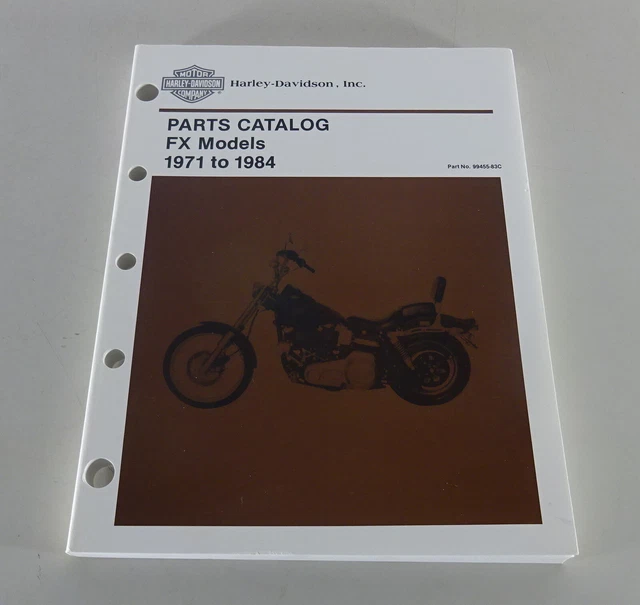 MOTOR
HARLEY-DAVIDSON
COMPANY
Harley-Davidson, Inc.
PARTS CATALOG
FX Models
1971 to 1984
Part No. 99455-83C